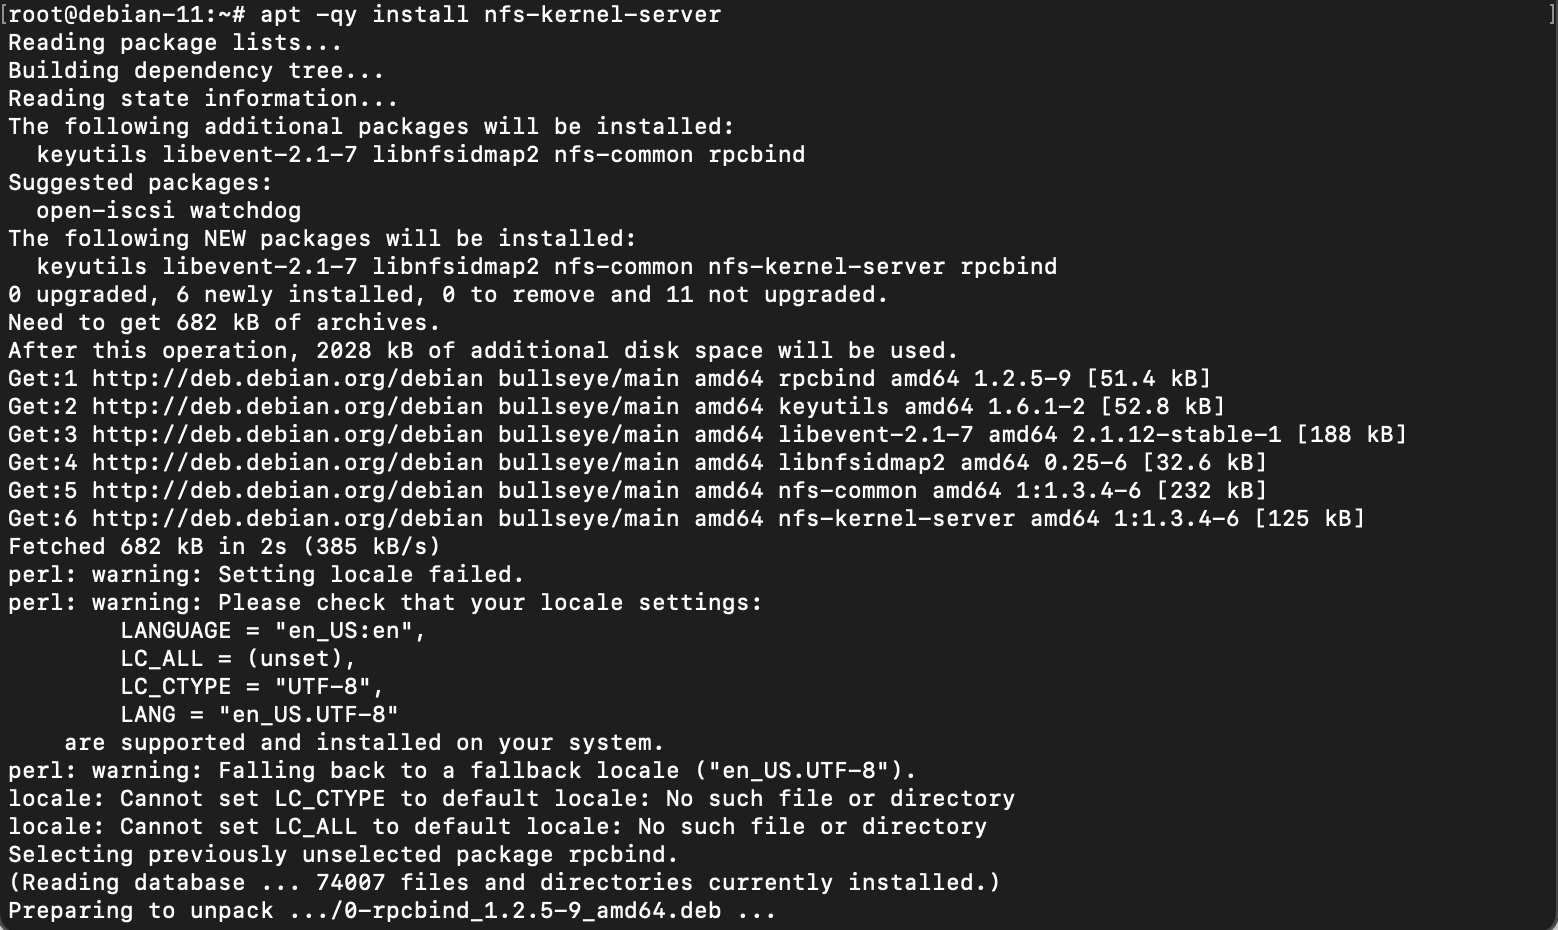 [root@debian-11:~# apt -qy install nfs-kernel-server ]
Reading package lists...
Building dependency tree...
Reading state information...
The following additional packages will be installed:
  keyutils libevent-2.1-7 libnfsidmap2 nfs-common rpcbind
Suggested packages:
  open-iscsi watchdog
The following NEW packages will be installed:
  keyutils libevent-2.1-7 libnfsidmap2 nfs-common nfs-kernel-server rpcbind
0 upgraded, 6 newly installed, 0 to remove and 11 not upgraded.
Need to get 682 kB of archives.
After this operation, 2028 kB of additional disk space will be used.
Get:1 http://deb.debian.org/debian bullseye/main amd64 rpcbind amd64 1.2.5-9 [51.4 kB]
Get:2 http://deb.debian.org/debian bullseye/main amd64 keyutils amd64 1.6.1-2 [52.8 kB]
Get:3 http://deb.debian.org/debian bullseye/main amd64 libevent-2.1-7 amd64 2.1.12-stable-1 [188 kB]
Get:4 http://deb.debian.org/debian bullseye/main amd64 libnfsidmap2 amd64 0.25-6 [32.6 kB]
Get:5 http://deb.debian.org/debian bullseye/main amd64 nfs-common amd64 1:1.3.4-6 [232 kB]
Get:6 http://deb.debian.org/debian bullseye/main amd64 nfs-kernel-server amd64 1:1.3.4-6 [125 kB]
Fetched 682 kB in 2s (385 kB/s)
perl: warning: Setting locale failed.
perl: warning: Please check that your locale settings:
        LANGUAGE = "en_US:en",
        LC_ALL = (unset),
        LC_CTYPE = "UTF-8",
        LANG = "en_US.UTF-8"
    are supported and installed on your system.
perl: warning: Falling back to a fallback locale ("en_US.UTF-8").
locale: Cannot set LC_CTYPE to default locale: No such file or directory
locale: Cannot set LC_ALL to default locale: No such file or directory
Selecting previously unselected package rpcbind.
(Reading database ... 74007 files and directories currently installed.)
Preparing to unpack .../0-rpcbind_1.2.5-9_amd64.deb ...